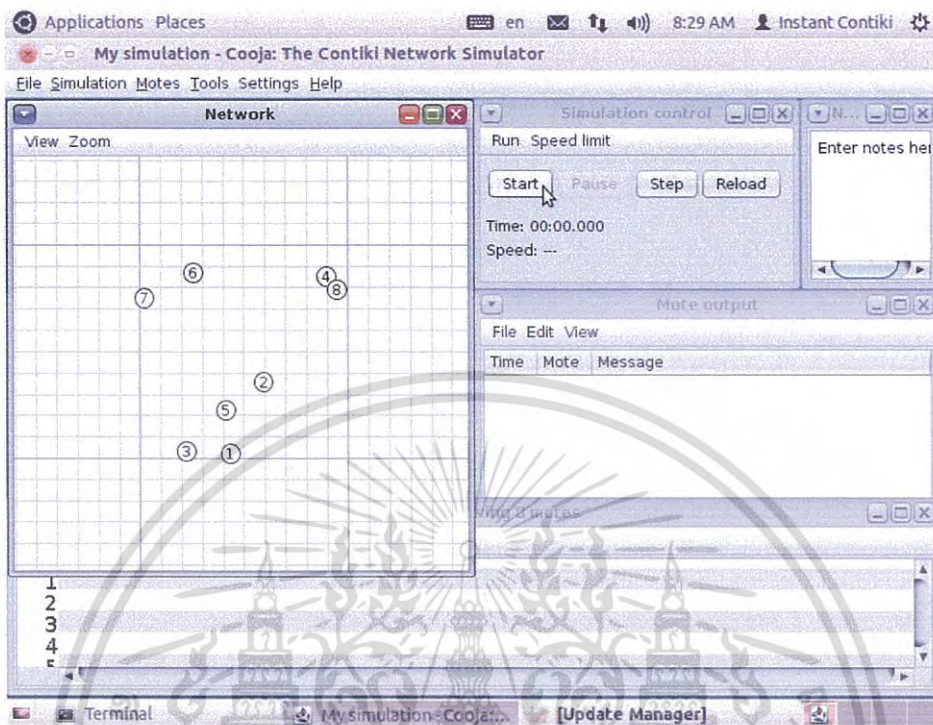 Applications Places en 8:29 AM Instant Contiki
My simulation - Cooja: The Contiki Network Simulator
File Simulation Motes Tools Settings Help
Network
View Zoom
6
4
7
8
2
5
3
1
Simulation control
Run Speed limit
Start Pause Step Reload
Time: 00:00.000
Speed: ---
N...
Enter notes her
Mote output
File Edit View
Time Mote Message
motes
1
2
3
4
Terminal My simulation - Cooja:... [Update Manager]